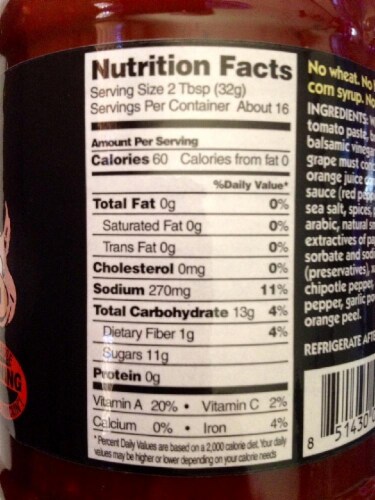 Nutrition Facts
Serving Size 2 Tbsp (32g)
Servings Per Container About 16
Amount Per Serving
Calories 60 Calories from fat 0
%Daily Value*
Total Fat 0g 0%
Saturated Fat 0g 0%
Trans Fat 0g 0%
Cholesterol 0mg 0%
Sodium 270mg 11%
Total Carbohydrate 13g 4%
Dietary Fiber 1g 4%
Sugars 11g
Protein 0g
Vitamin A 20% • Vitamin C 2%
Calcium 0% • Iron 4%
*Percent Daily Values are based on a 2,000 calorie diet. Your daily
values may be higher or lower depending on your calorie needs
No wheat. No
corn syrup. No
INGREDIENTS:
tomato paste,
balsamic vinegar
grape must
orange juice
sauce (red
sea salt, spices,
arabic, natural
extractives of
sorbate and
(preservatives),
chipotle pepper,
pepper, garlic
orange peel.
REFRIGERATE
8 51430